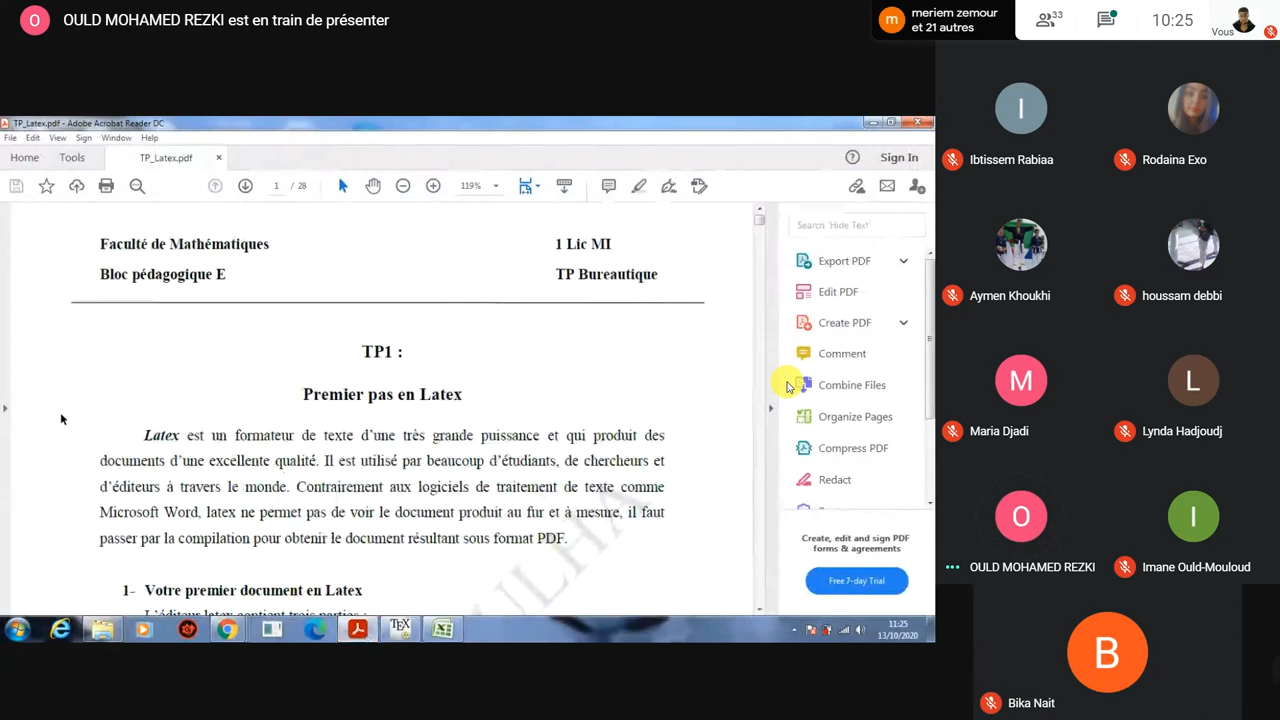 O OULD MOHAMED REZKI est en train de présenter
m meriem zemour
et 21 autres
33
10:25
Vous
TP_Latex.pdf - Adobe Acrobat Reader DC
File Edit View Sign Window Help
Home Tools TP_Latex.pdf × Sign In
1 / 28 119%
Faculté de Mathématiques 1 Lic MI
Bloc pédagogique E TP Bureautique
TP1 :
Premier pas en Latex
Latex est un formateur de texte d'une très grande puissance et qui produit des
documents d'une excellente qualité. Il est utilisé par beaucoup d'étudiants, de chercheurs et
d'éditeurs à travers le monde. Contrairement aux logiciels de traitement de texte comme
Microsoft Word, latex ne permet pas de voir le document produit au fur et à mesure, il faut
passer par la compilation pour obtenir le document résultant sous format PDF.
1- Votre premier document en Latex
L'éditeur latex contient trois parties :
Search 'Hide Text'
Export PDF
Edit PDF
Create PDF
Comment
Combine Files
Organize Pages
Compress PDF
Redact
Create, edit and sign PDF
forms & agreements
Free 7-day Trial
TEX
11:25
13/10/2020
I
Ibtissem Rabiaa
Rodaina Exo
Aymen Khoukhi
houssam debbi
M
Maria Djadi
L
Lynda Hadjoudj
O
OULD MOHAMED REZKI
I
Imane Ould-Mouloud
B
Bika Nait